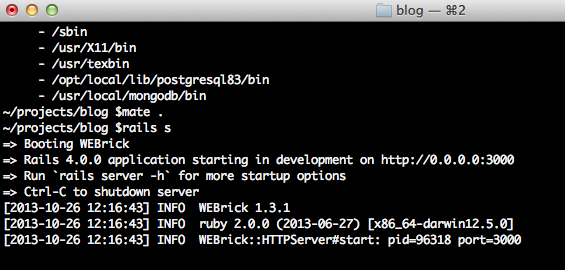 blog — ⌘2
- /sbin
- /usr/X11/bin
- /usr/texbin
- /opt/local/lib/postgresql83/bin
- /usr/local/mongodb/bin
~/projects/blog $mate .
~/projects/blog $rails s
=> Booting WEBrick
=> Rails 4.0.0 application starting in development on http://0.0.0.0:3000
=> Run `rails server -h` for more startup options
=> Ctrl-C to shutdown server
[2013-10-26 12:16:43] INFO  WEBrick 1.3.1
[2013-10-26 12:16:43] INFO  ruby 2.0.0 (2013-06-27) [x86_64-darwin12.5.0]
[2013-10-26 12:16:43] INFO  WEBrick::HTTPServer#start: pid=96318 port=3000